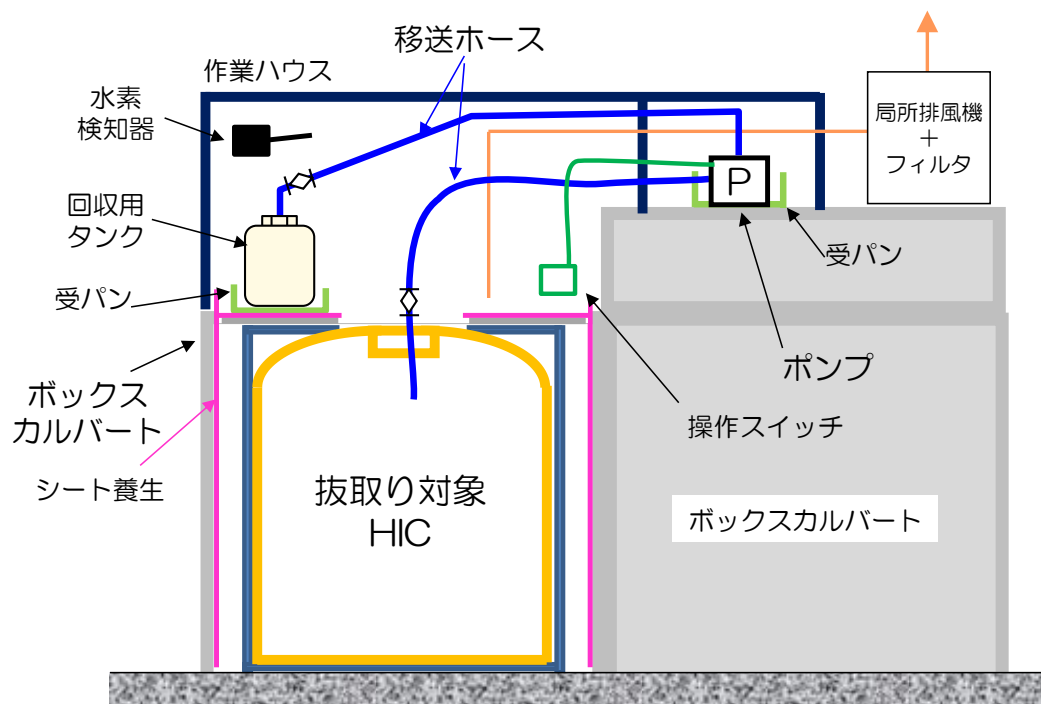 移送ホース
作業ハウス
水素
検知器
局所排風機
+
フィルタ
P
回収用
タンク
受パン
受パン
ポンプ
ボックス
カルバート
操作スイッチ
シート養生
抜取り対象
HIC
ボックスカルバート